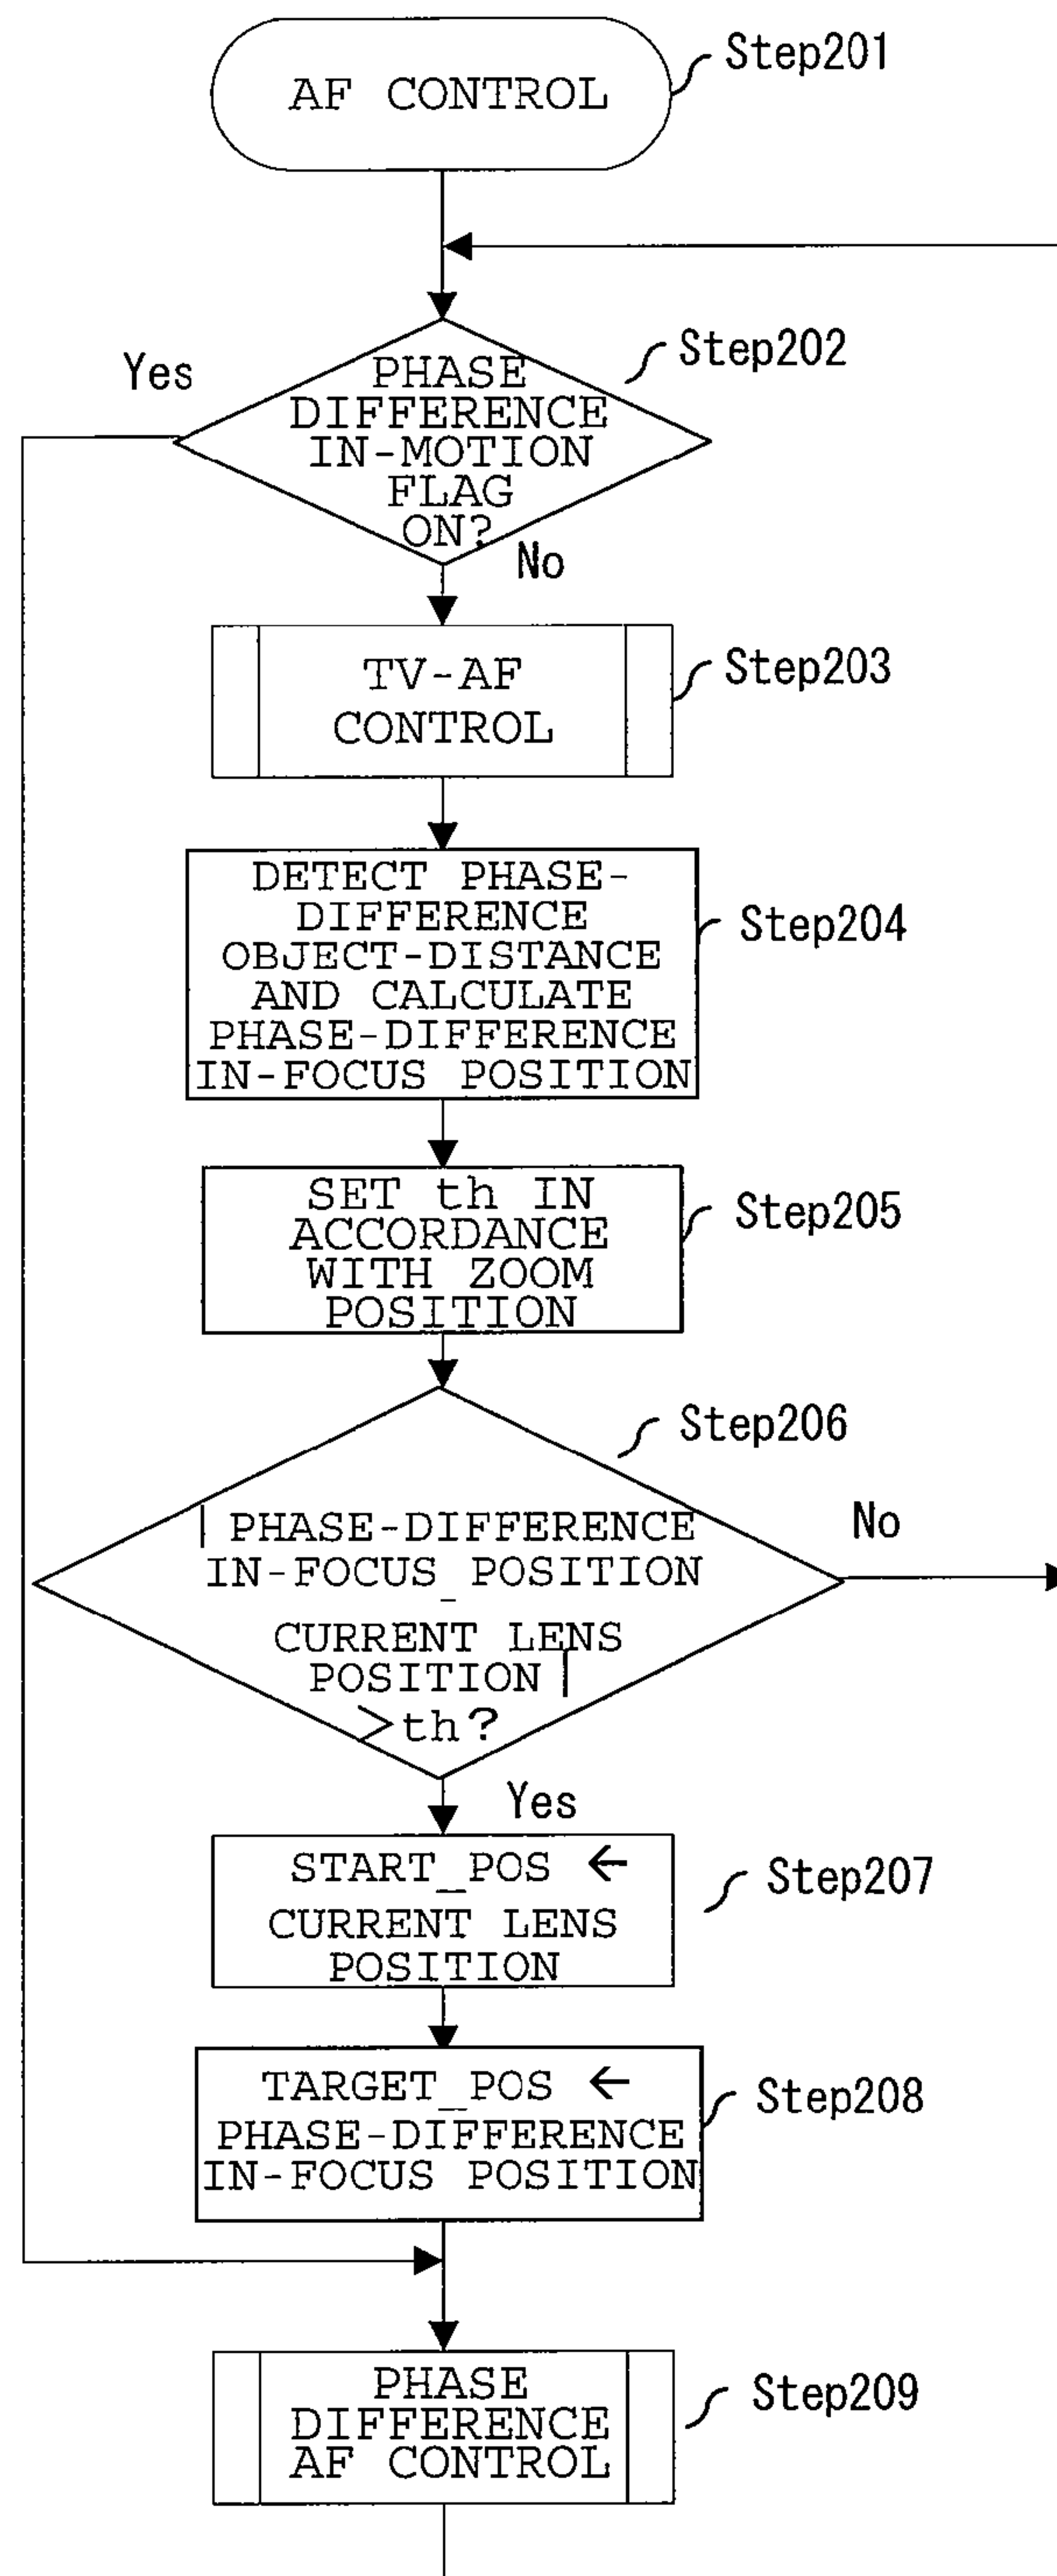 AF CONTROL
Step201
Yes
PHASE
DIFFERENCE
IN-MOTION
FLAG
ON?
Step202
No
TV-AF
CONTROL
Step203
DETECT PHASE-
DIFFERENCE
OBJECT-DISTANCE
AND CALCULATE
PHASE-DIFFERENCE
IN-FOCUS POSITION
Step204
SET th IN
ACCORDANCE
WITH ZOOM
POSITION
Step205
Step206
| PHASE-DIFFERENCE
IN-FOCUS POSITION
-
CURRENT LENS
POSITION |
>th?
No
Yes
START_POS ←
CURRENT LENS
POSITION
Step207
TARGET_POS ←
PHASE-DIFFERENCE
IN-FOCUS POSITION
Step208
PHASE
DIFFERENCE
AF CONTROL
Step209